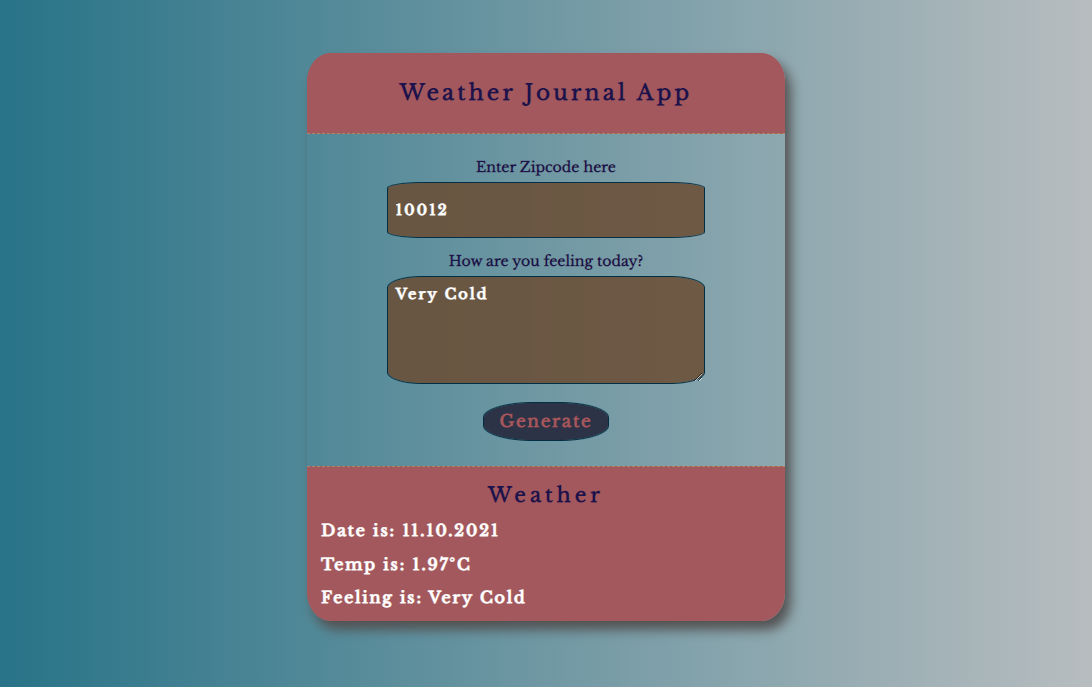 Weather Journal App
Enter Zipcode here
10012
How are you feeling today?
Very Cold
Generate
Weather
Date is: 11.10.2021
Temp is: 1.97°C
Feeling is: Very Cold